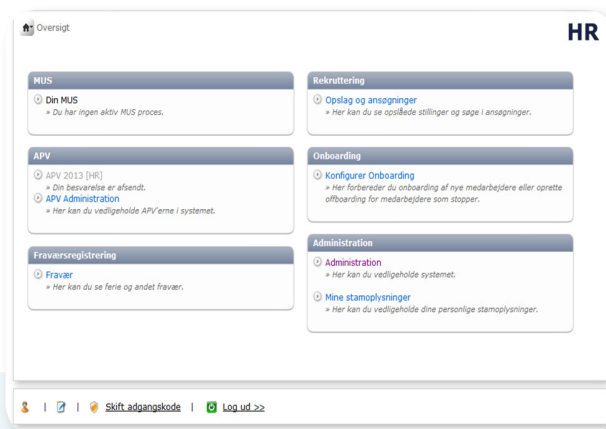 Oversigt
HR
MUS
Din MUS
» Du har ingen aktiv MUS proces.
APV
APV 2013 [HR]
» Din besvarelse er afsendt.
APV Administration
» Her kan du vedligeholde APV'erne i systemet.
Fraværsregistrering
Fravær
» Her kan du se ferie og andet fravær.
Rekruttering
Opslag og ansøgninger
» Her kan du se opslåede stillinger og søge i ansøgninger.
Onboarding
Konfigurer Onboarding
» Her forbereder du onboarding af nye medarbejdere eller oprette
offboarding for medarbejdere som stopper.
Administration
Administration
» Her kan du vedligeholde systemet.
Mine stamoplysninger
» Her kan du vedligeholde dine personlige stamoplysninger.
| | Skift adgangskode | Log ud >>